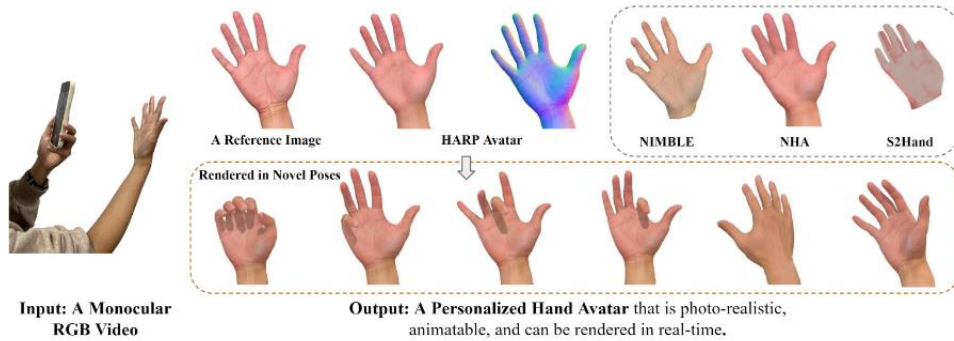 A Reference Image
HARP Avatar
NIMBLE
NHA
S2Hand
Rendered in Novel Poses
Input: A Monocular
RGB Video
Output: A Personalized Hand Avatar that is photo-realistic,
animatable, and can be rendered in real-time.